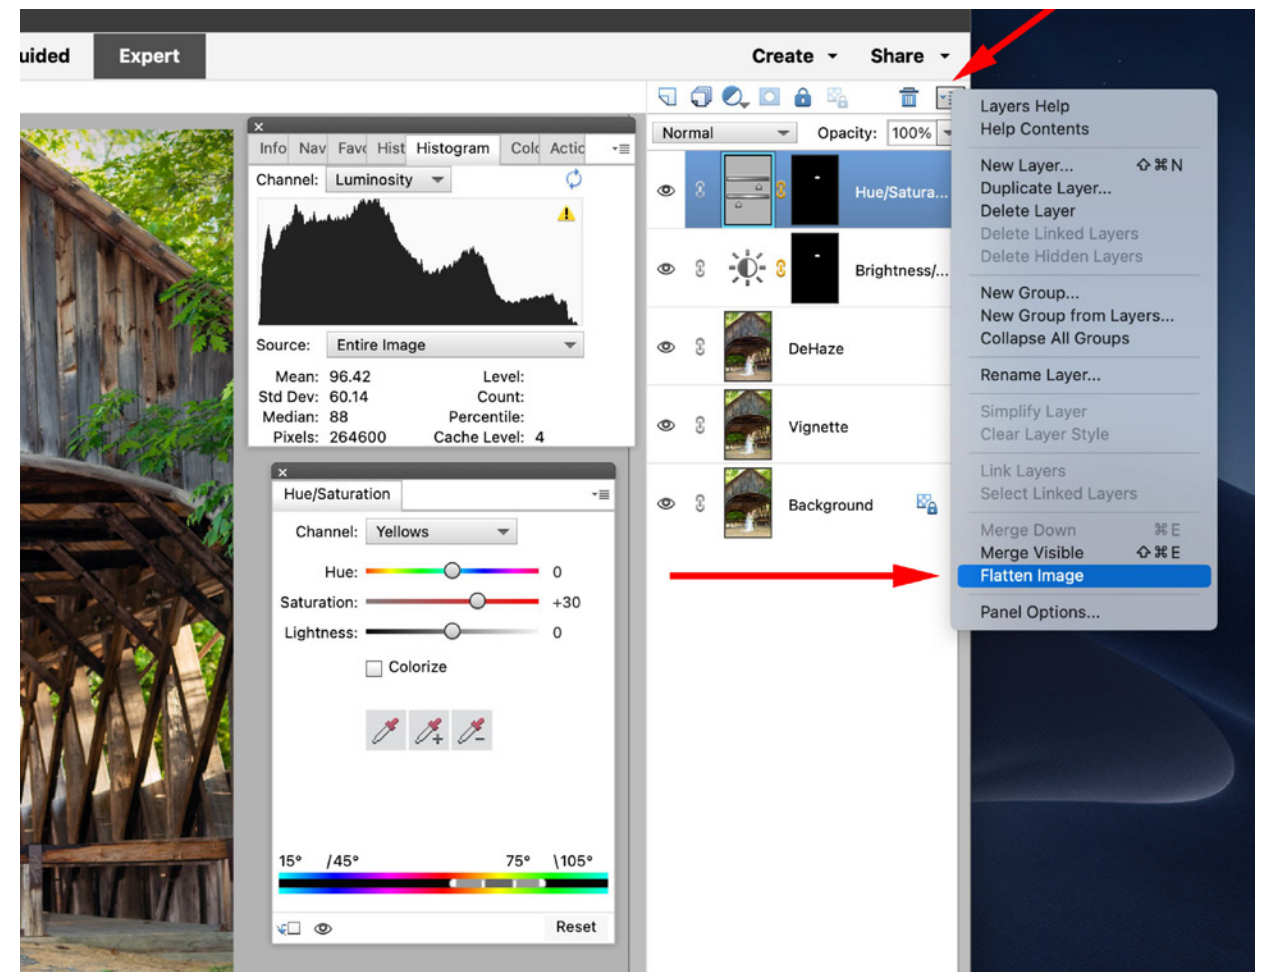 uided Expert Create Share
Normal Opacity: 100%
Info Nav Favo Hist Histogram Colo Actio
Channel: Luminosity
Source: Entire Image
Mean: 96.42 Level:
Std Dev: 60.14 Count:
Median: 88 Percentile:
Pixels: 264600 Cache Level: 4
Hue/Saturation
Channel: Yellows
Hue: 0
Saturation: +30
Lightness: 0
Colorize
15° /45° 75° \105°
Reset
Hue/Satura...
Brightness/...
DeHaze
Vignette
Background
Layers Help
Help Contents
New Layer... ⇧⌘N
Duplicate Layer...
Delete Layer
Delete Linked Layers
Delete Hidden Layers
New Group...
New Group from Layers...
Collapse All Groups
Rename Layer...
Simplify Layer
Clear Layer Style
Link Layers
Select Linked Layers
Merge Down ⌘E
Merge Visible ⇧⌘E
Flatten Image
Panel Options...